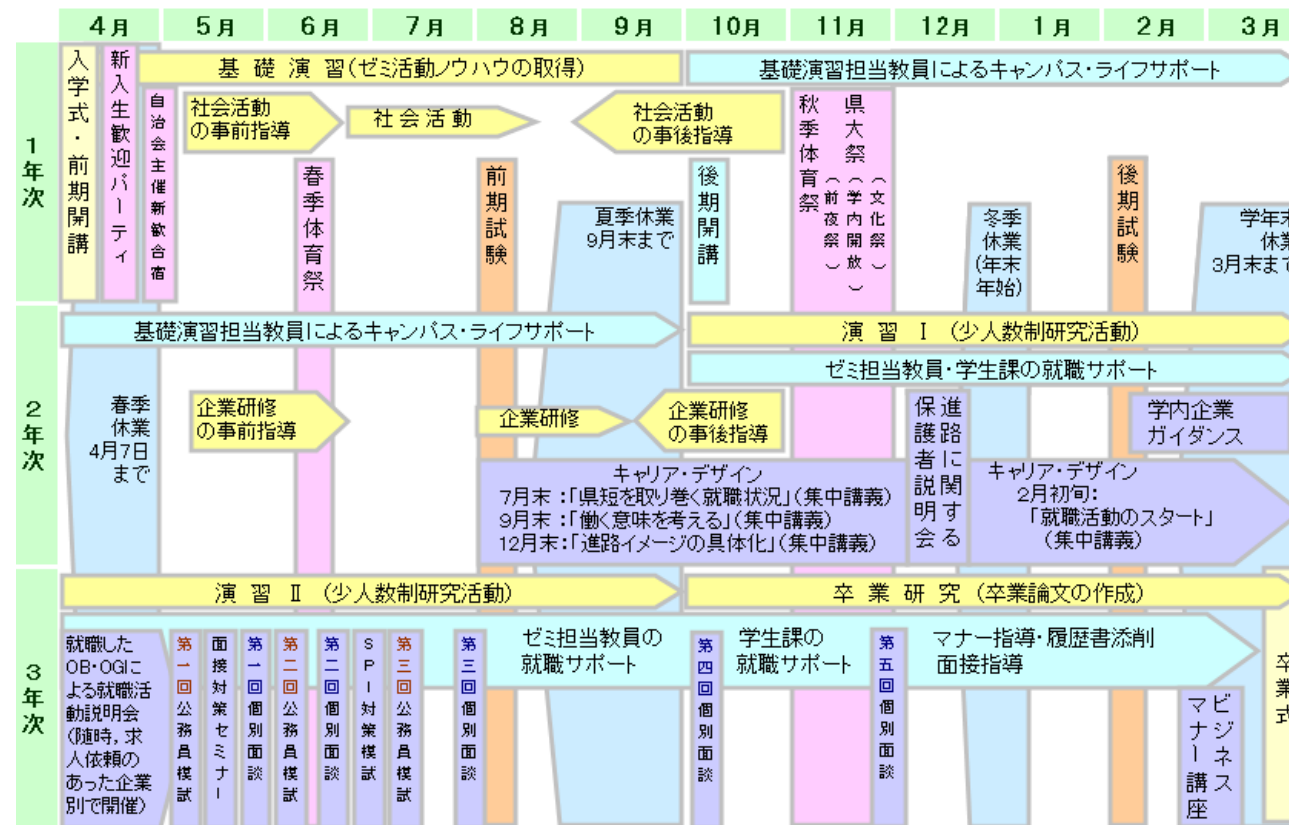 4月
5月
6月
7月
8月
9月
10月
11月
12月
1月
2月
3月
1年次
入学式・前期開講
新入生歓迎パーティ
自治会主催新歓合宿
基礎演習(ゼミ活動ノウハウの取得)
基礎演習担当教員によるキャンパス・ライフサポート
社会活動
の事前指導
社会活動
社会活動
の事後指導
春季体育祭
前期試験
夏季休業
9月末まで
後期開講
秋季体育祭
県大祭
(前夜祭)
(学内開放)
(文化祭)
冬季
休業
(年末
年始)
後期試験
学年末
休業
3月末まで
2年次
基礎演習担当教員によるキャンパス・ライフサポート
演習 Ⅰ (少人数制研究活動)
ゼミ担当教員・学生課の就職サポート
春季
休業
4月7日
まで
企業研修
の事前指導
企業研修
企業研修
の事後指導
保護者説明会
進路に関する
学内企業
ガイダンス
キャリア・デザイン
7月末:「県短を取り巻く就職状況」(集中講義)
9月末:「働く意味を考える」(集中講義)
12月末:「進路イメージの具体化」(集中講義)
キャリア・デザイン
2月初旬:
「就職活動のスタート」
(集中講義)
3年次
演習 Ⅱ (少人数制研究活動)
卒業研究 (卒業論文の作成)
就職した
OB・OGに
よる就職活
動説明会
(随時,求
人依頼の
あった企業
別で開催)
第一回公務員模試
面接対策セミナー
第一回個別面談
第二回公務員模試
第二回個別面談
SPI対策模試
第三回公務員模試
第三回個別面談
ゼミ担当教員の
就職サポート
第四回個別面談
学生課の
就職サポート
第五回個別面談
マナー指導・履歴書添削
面接指導
ビジネス
マナー講座
卒業式